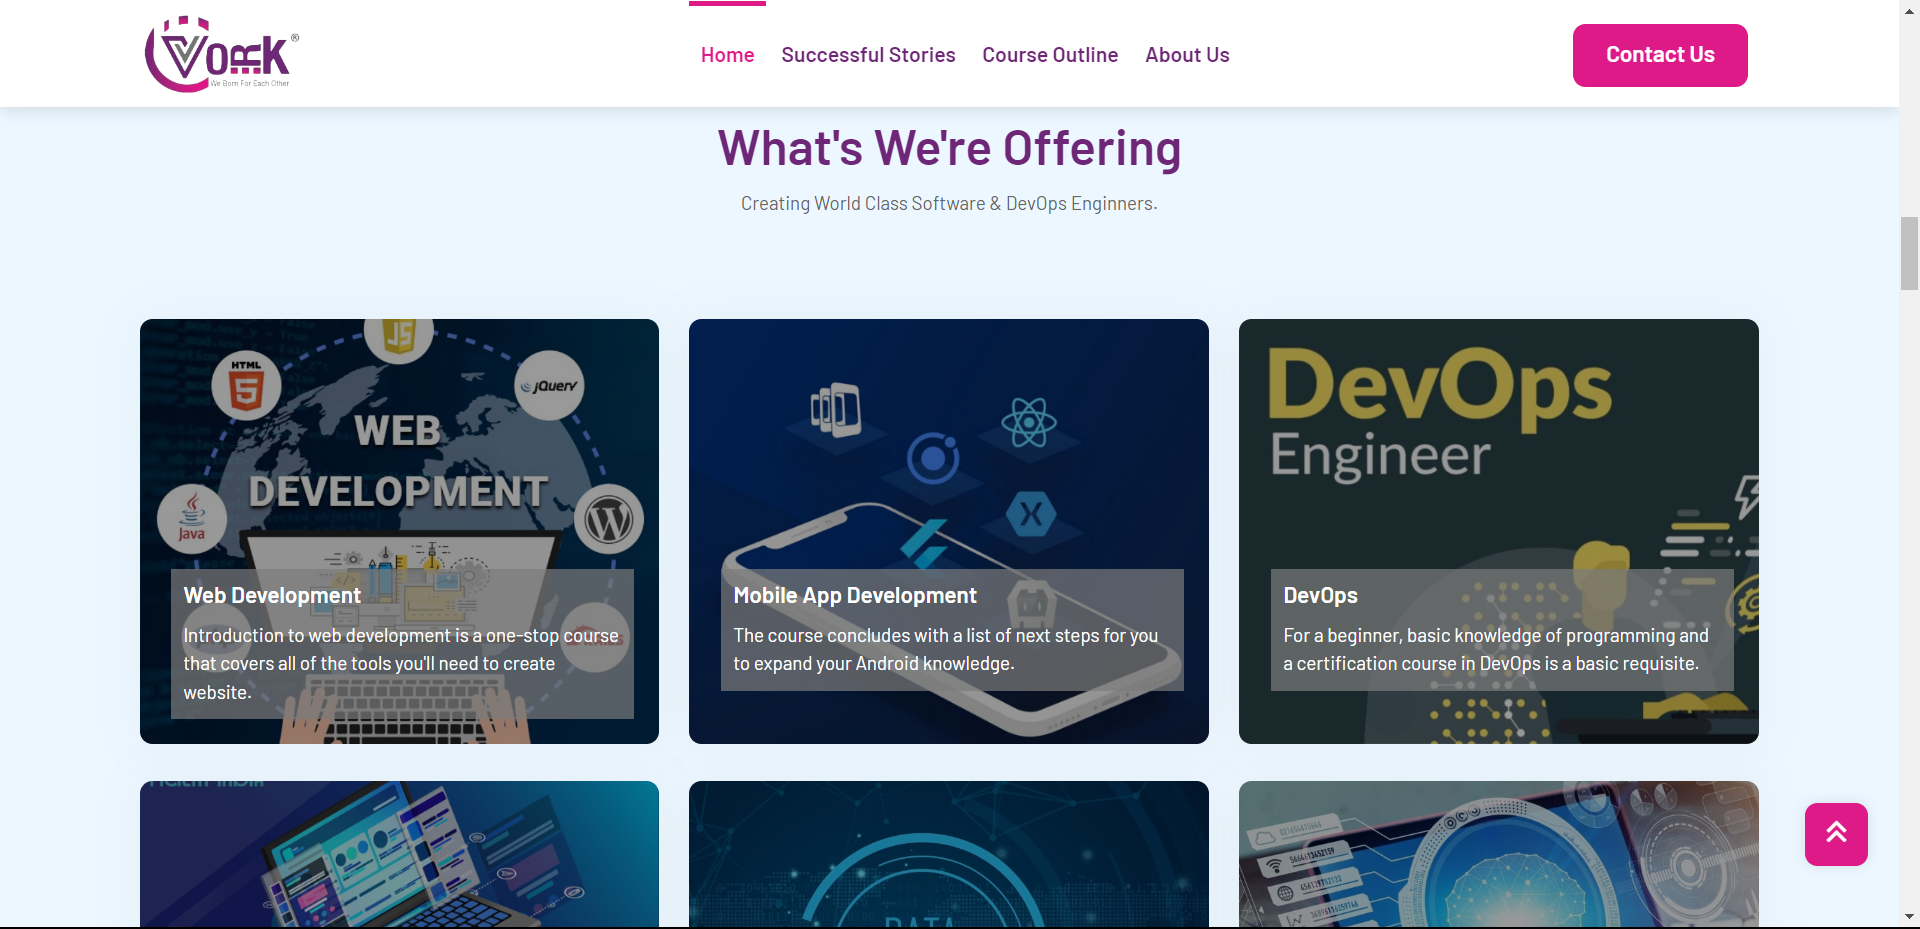 VORK
®
We Born For Each Other
Home
Successful Stories
Course Outline
About Us
Contact Us
What's We're Offering
Creating World Class Software & DevOps Enginners.
JS
HTML
5
jQuery
WEB
DEVELOPMENT
Java
W
Web Development
Introduction to web development is a one-stop course
that covers all of the tools you'll need to create
website.
Mobile App Development
The course concludes with a list of next steps for you
to expand your Android knowledge.
DevOps
Engineer
DevOps
For a beginner, basic knowledge of programming and
a certification course in DevOps is a basic requisite.
DATA